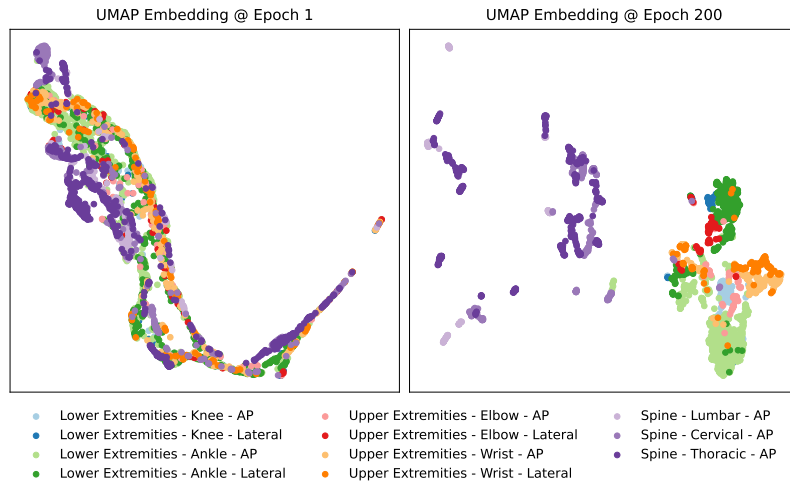 UMAP Embedding @ Epoch 1
UMAP Embedding @ Epoch 200
Lower Extremities - Knee - AP
Lower Extremities - Knee - Lateral
Lower Extremities - Ankle - AP
Lower Extremities - Ankle - Lateral
Upper Extremities - Elbow - AP
Upper Extremities - Elbow - Lateral
Upper Extremities - Wrist - AP
Upper Extremities - Wrist - Lateral
Spine - Lumbar - AP
Spine - Cervical - AP
Spine - Thoracic - AP